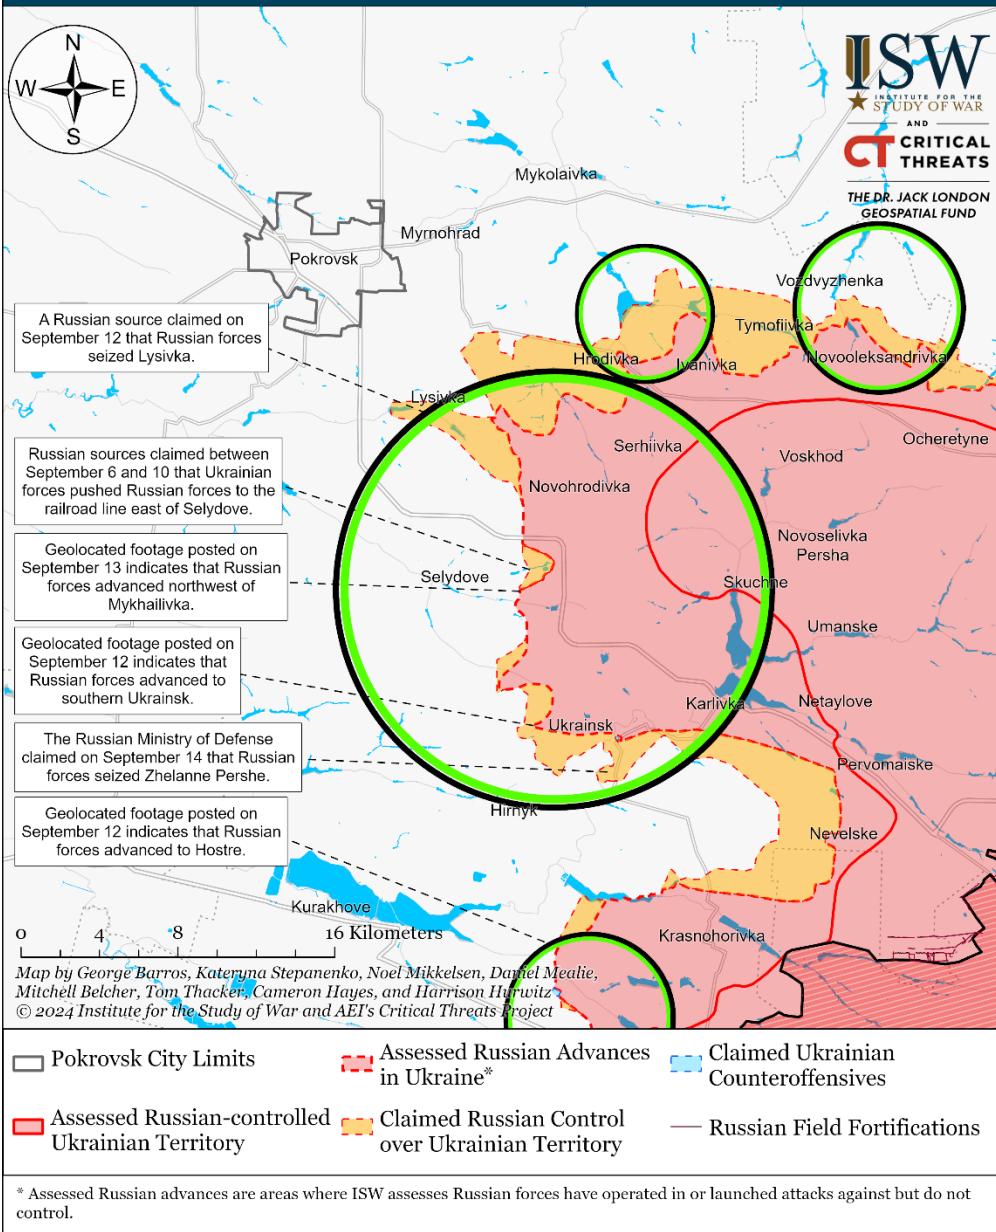 N
W
E
S
ISW
INSTITUTE FOR THE
STUDY OF WAR
AND
CT CRITICAL
THREATS
THE DR. JACK LONDON
GEOSPATIAL FUND
Mykolaivka
Myrnohrad
Pokrovsk
Vozdvyzhenka
A Russian source claimed on
September 12 that Russian forces
seized Lysivka.
Tymofiivka
Hrodivka
Ivanivka
Novooleksandrivka
Lysivka
Ocheretyne
Serhiivka
Voskhod
Russian sources claimed between
September 6 and 10 that Ukrainian
forces pushed Russian forces to the
railroad line east of Selydove.
Novohrodivka
Novoselivka
Persha
Geolocated footage posted on
September 13 indicates that Russian
forces advanced northwest of
Mykhailivka.
Selydove
Skuchne
Umanske
Geolocated footage posted on
September 12 indicates that
Russian forces advanced to
southern Ukrainsk.
Karlivka
Netaylove
Ukrainsk
The Russian Ministry of Defense
claimed on September 14 that Russian
forces seized Zhelanne Pershe.
Pervomaiske
Geolocated footage posted on
September 12 indicates that Russian
forces advanced to Hostre.
Hirnyk
Nevelske
Kurakhove
Krasnohorivka
0 4 8 16 Kilometers
Map by George Barros, Kateryna Stepanenko, Noel Mikkelsen, Daniel Mealie,
Mitchell Belcher, Tom Thacker, Cameron Hayes, and Harrison Hurwitz
© 2024 Institute for the Study of War and AEI's Critical Threats Project
Pokrovsk City Limits
Assessed Russian Advances
in Ukraine*
Claimed Ukrainian
Counteroffensives
Assessed Russian-controlled
Ukrainian Territory
Claimed Russian Control
over Ukrainian Territory
Russian Field Fortifications
* Assessed Russian advances are areas where ISW assesses Russian forces have operated in or launched attacks against but do not
control.